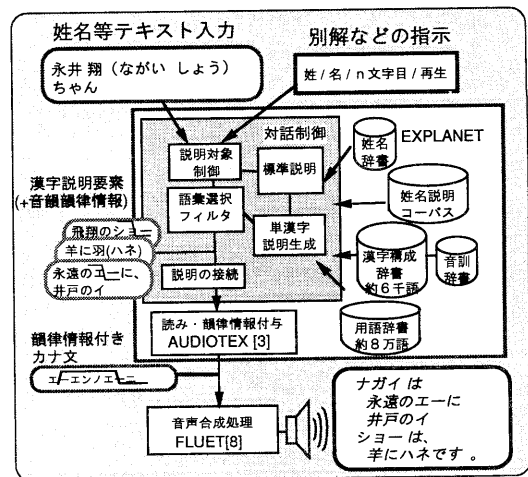 姓名等テキスト入力
別解などの指示
永井 翔（ながい しょう）
ちゃん
姓/名/n文字目/再生
対話制御
説明対象
制御
標準説明
姓名
辞書
EXPLANET
漢字説明要素
(+音韻韻律情報)
語彙選択
フィルタ
単漢字
説明生成
姓名説明
コーパス
飛翔のショー
羊に羽(ハネ)
永遠のエーに、
井戸のイ
説明の接続
漢字構成
辞書
約6千語
音訓
辞書
用語辞書
約8万語
韻律情報付き
カナ文
読み・韻律情報付与
AUDIOTEX [3]
エーエンノエーニ
音声合成処理
FLUET[8]
ナガイ は
永遠のエーに
井戸のイ
ショー は、
羊にハネです 。